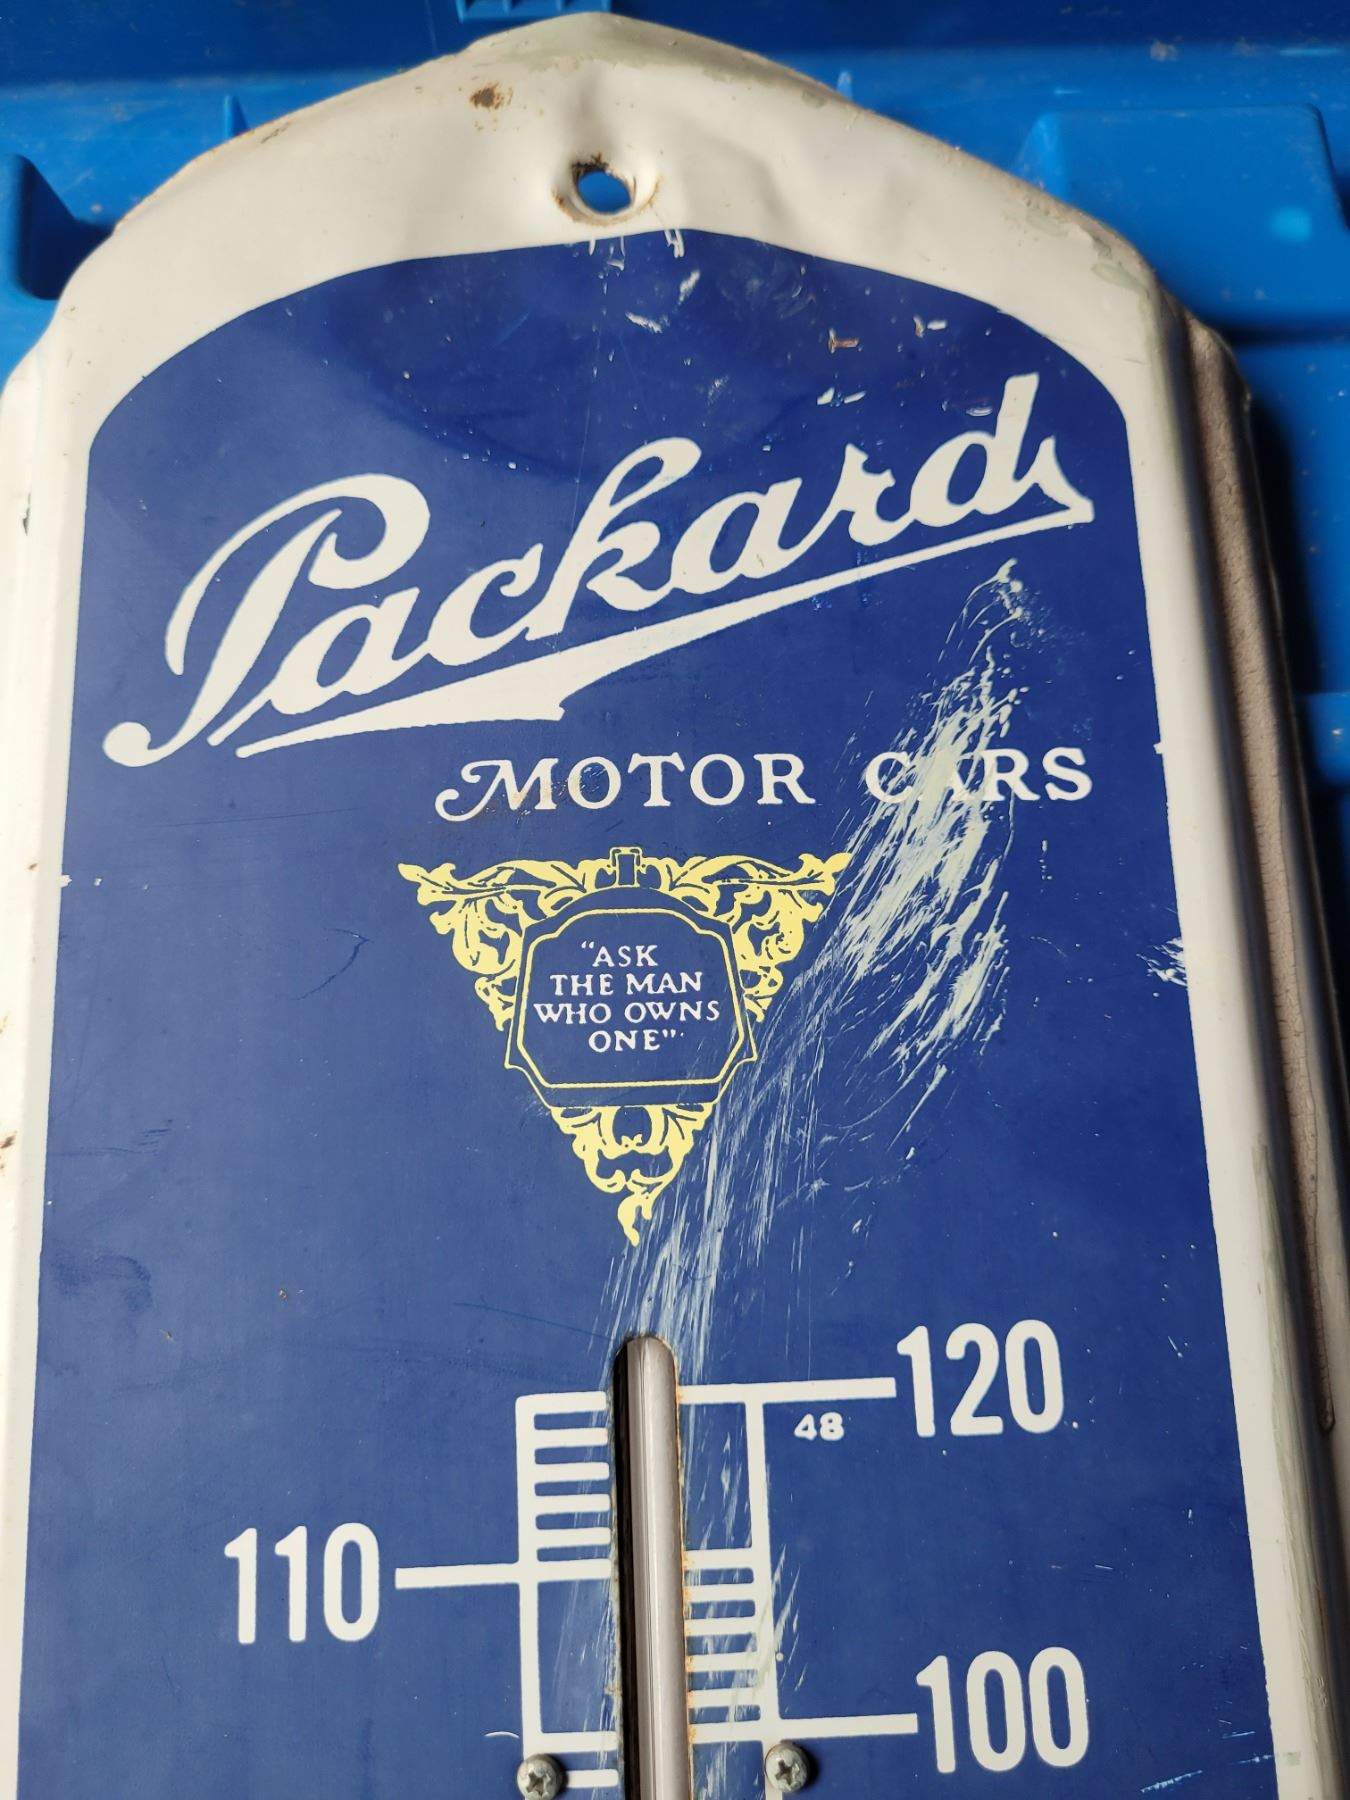 Packard
MOTOR CARS
"ASK
THE MAN
WHO OWNS
ONE"
120
48
110
100